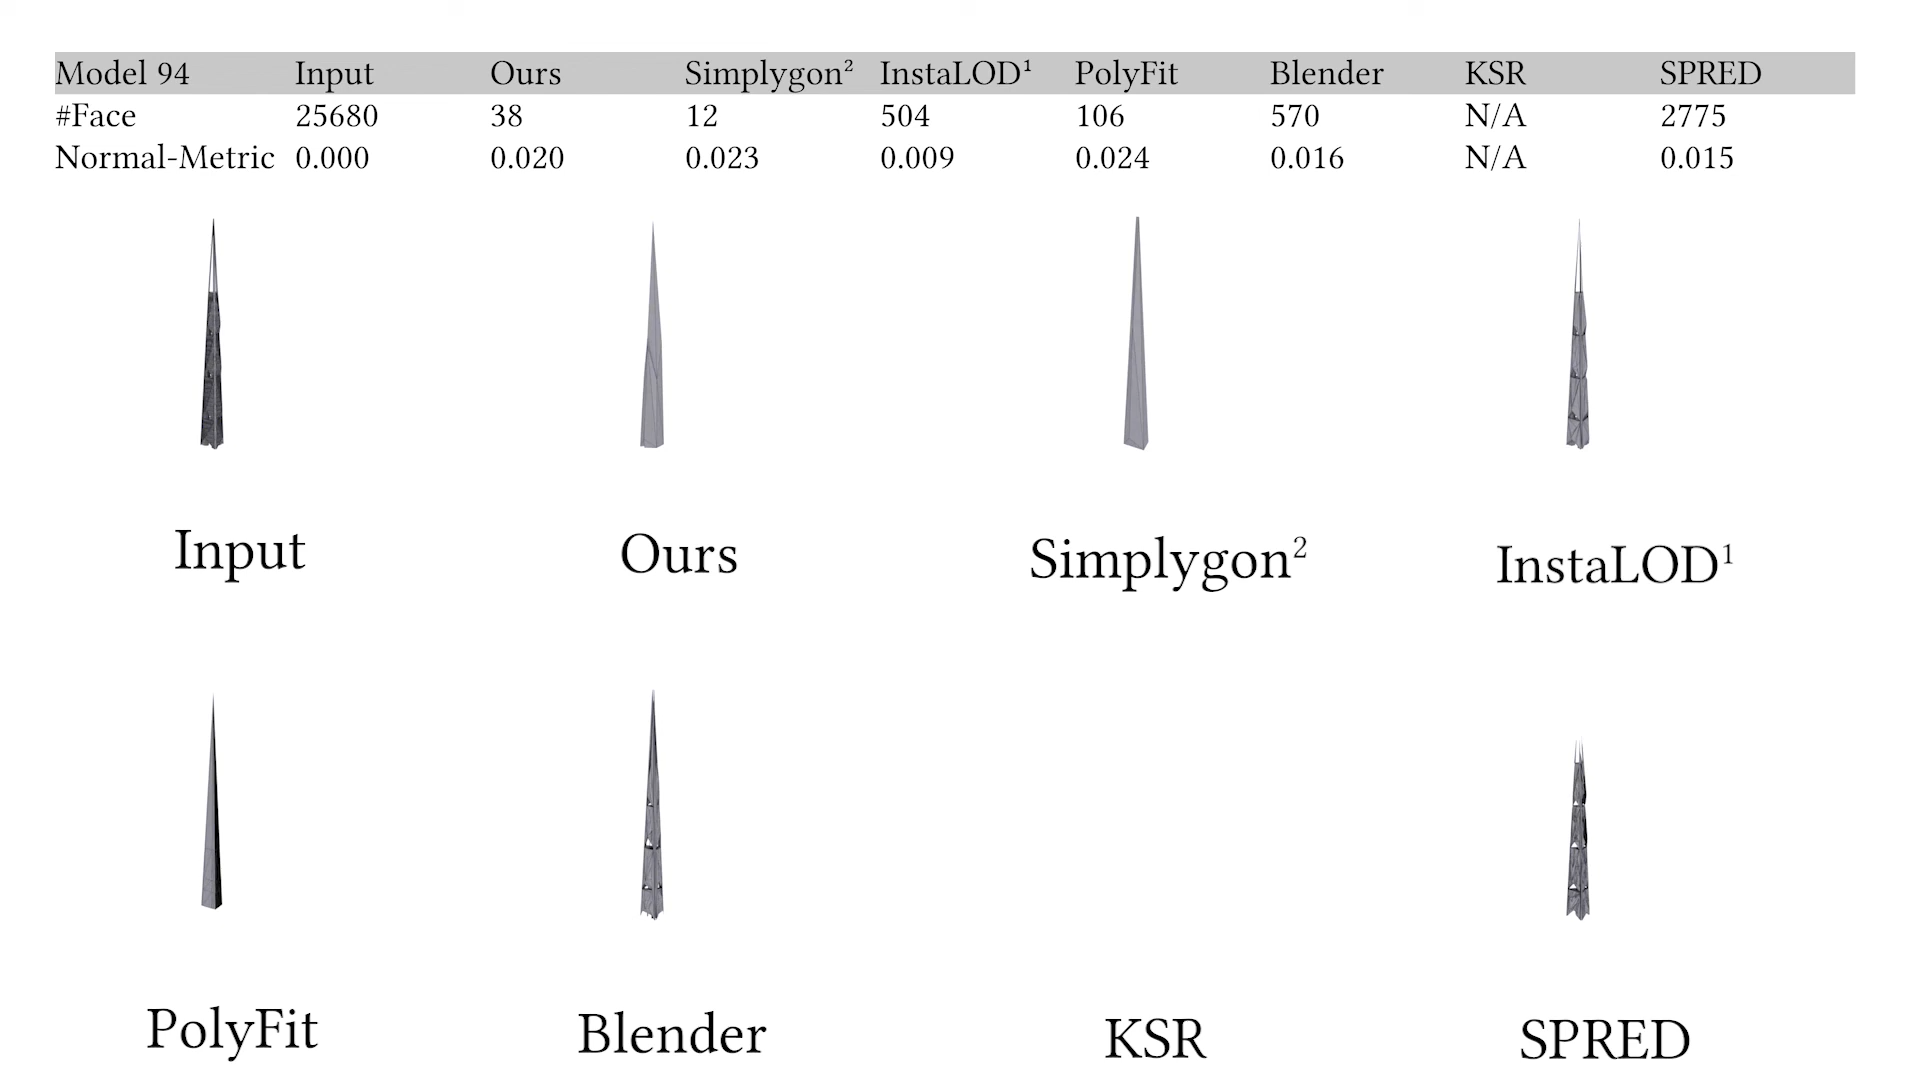 Model 94 Input Ours Simplygon² InstaLOD¹ PolyFit Blender KSR SPRED
#Face 25680 38 12 504 106 570 N/A 2775
Normal-Metric 0.000 0.020 0.023 0.009 0.024 0.016 N/A 0.015
Input Ours Simplygon² InstaLOD¹
PolyFit Blender KSR SPRED